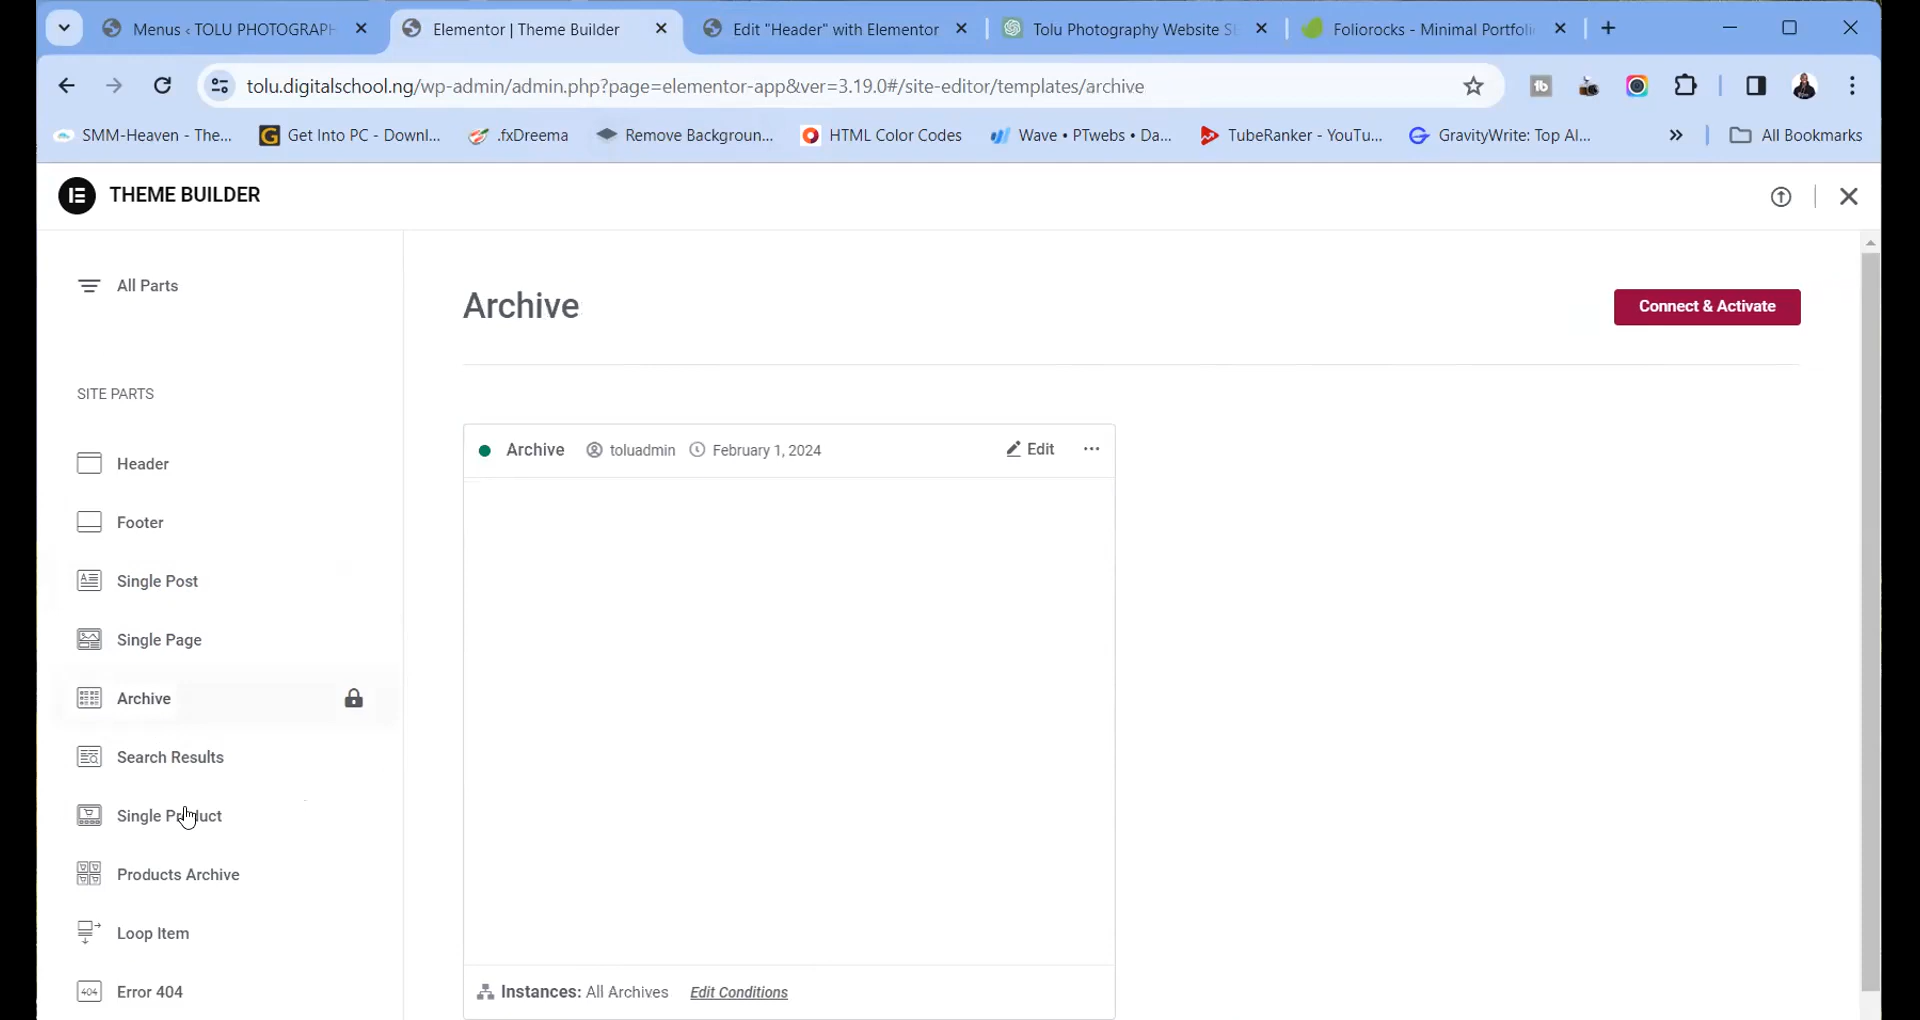 Menus ‹ TOLU PHOTOGRAPH
Elementor | Theme Builder
Edit "Header" with Elementor
Tolu Photography Website S
Foliorocks - Minimal Portfoli
tolu.digitalschool.ng/wp-admin/admin.php?page=elementor-app&ver=3.19.0#/site-editor/templates/archive
SMM-Heaven - The...
Get Into PC - Downl...
.fxDreema
Remove Backgroun...
HTML Color Codes
Wave • PTwebs • Da...
TubeRanker - YouTu...
GravityWrite: Top AI...
» All Bookmarks
THEME BUILDER
All Parts
Archive
Connect & Activate
SITE PARTS
Archive toluadmin February 1, 2024 Edit ...
Header
Footer
Single Post
Single Page
Archive
Search Results
Single Product
Products Archive
Loop Item
404 Error 404
Instances: All Archives Edit Conditions